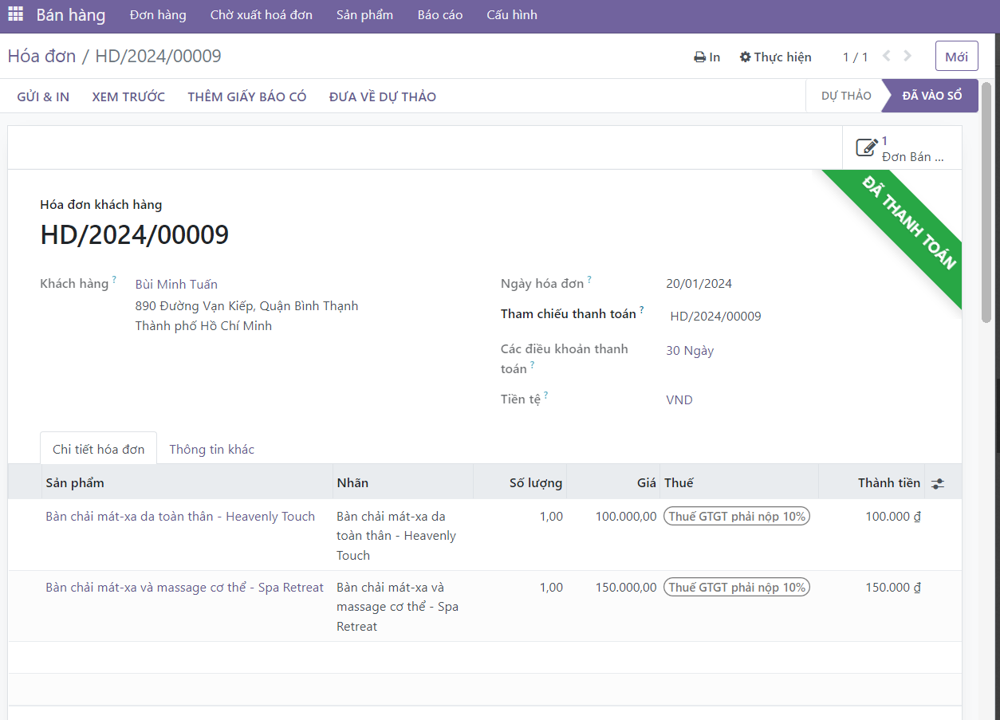 Bán hàng Đơn hàng Chờ xuất hoá đơn Sản phẩm Báo cáo Cấu hình
Hóa đơn / HD/2024/00009 In Thực hiện 1 / 1 Mới
GỬI & IN XEM TRƯỚC THÊM GIẤY BÁO CÓ ĐƯA VỀ DỰ THẢO DỰ THẢO ĐÃ VÀO SỔ
1
Đơn Bán ...
ĐÃ THANH TOÁN
Hóa đơn khách hàng
HD/2024/00009
Khách hàng ? Bùi Minh Tuấn
890 Đường Vạn Kiếp, Quận Bình Thạnh
Thành phố Hồ Chí Minh
Ngày hóa đơn ? 20/01/2024
Tham chiếu thanh toán ? HD/2024/00009
Các điều khoản thanh
toán ? 30 Ngày
Tiền tệ ? VND
Chi tiết hóa đơn Thông tin khác
Sản phẩm Nhãn Số lượng Giá Thuế Thành tiền
Bàn chải mát-xa da toàn thân - Heavenly Touch Bàn chải mát-xa da 1,00 100.000,00 Thuế GTGT phải nộp 10% 100.000 ₫
toàn thân - Heavenly
Touch
Bàn chải mát-xa và massage cơ thể - Spa Retreat Bàn chải mát-xa và 1,00 150.000,00 Thuế GTGT phải nộp 10% 150.000 ₫
massage cơ thể - Spa
Retreat